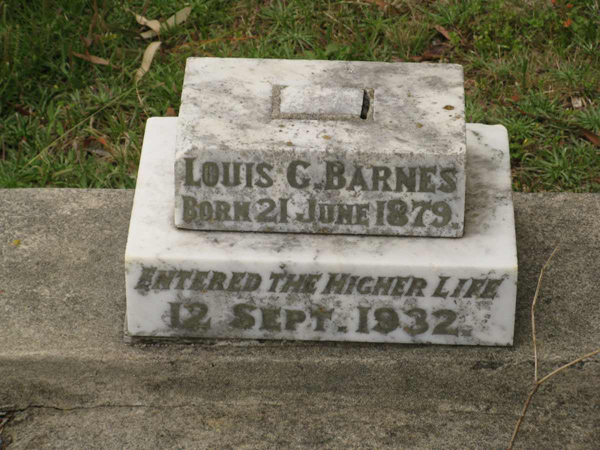 LOUIS G. BARNES
BORN 21 JUNE 1879.
ENTERED THE HIGHER LIFE
12 SEPT. 1932.